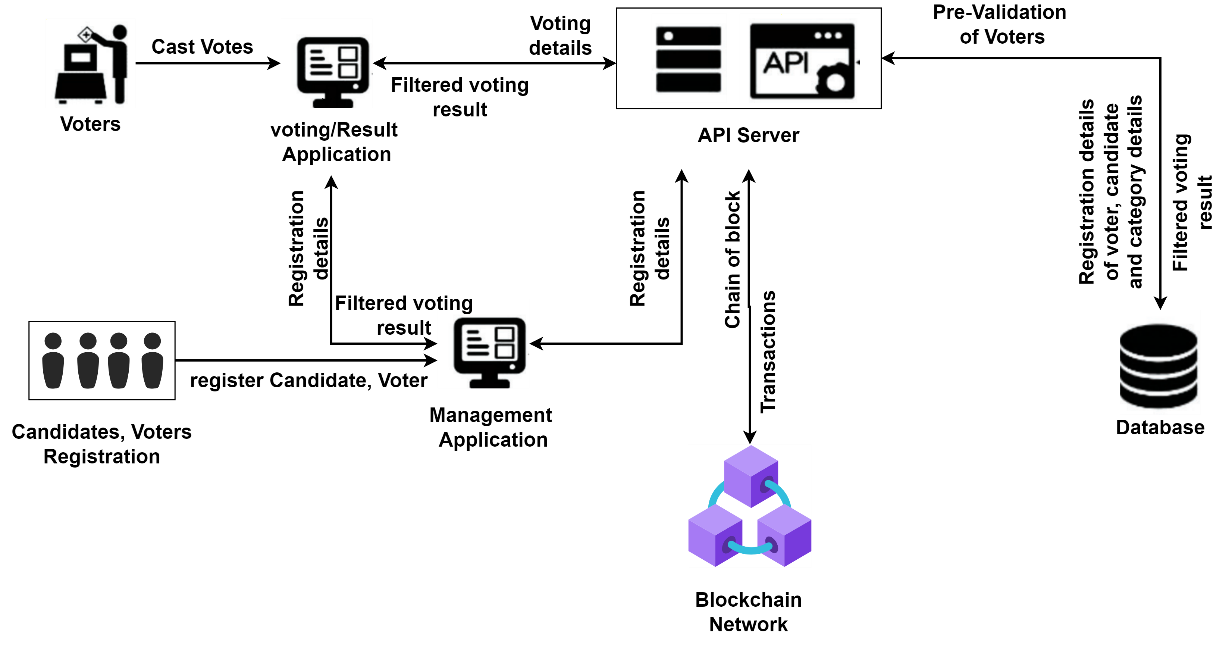 Cast Votes
Voters
voting/Result
Application
Voting
details
Filtered voting
result
API
API Server
Pre-Validation
of Voters
Registration
details
Filtered voting
result
Registration
details
Chain of block
Transactions
Registration details
of voter, candidate
and category details
Filtered voting
result
register Candidate, Voter
Candidates, Voters
Registration
Management
Application
Database
Blockchain
Network